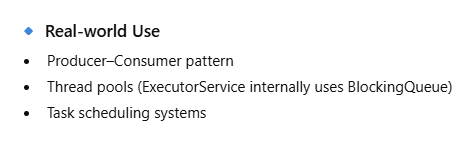 Real-world Use
• Producer–Consumer pattern
• Thread pools (ExecutorService internally uses BlockingQueue)
• Task scheduling systems